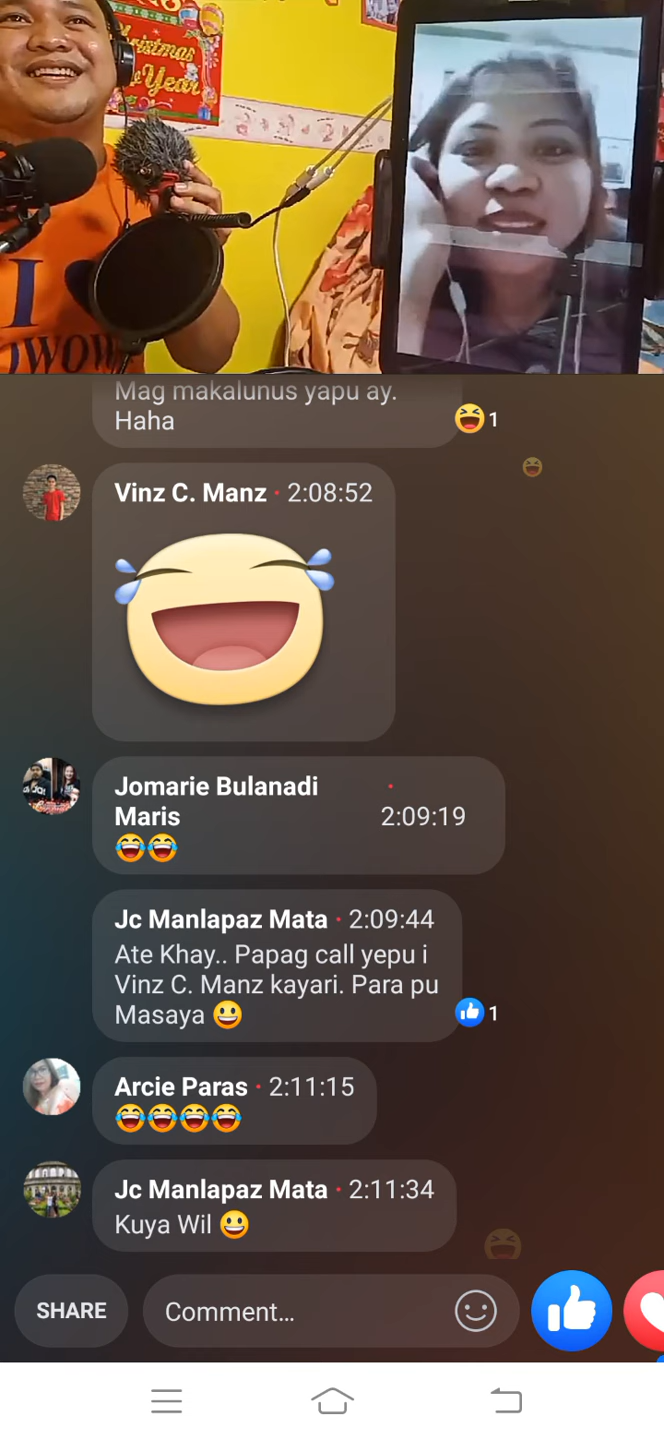 Christmas
Year
I
WOW
Mag makalunus yapu ay.
Haha
1
Vinz C. Manz · 2:08:52
Jomarie Bulanadi
Maris · 2:09:19
😂😂
Jc Manlapaz Mata · 2:09:44
Ate Khay.. Papag call yepu i
Vinz C. Manz kayari. Para pu
Masaya 😃
1
Arcie Paras · 2:11:15
😂😂😂😂
Jc Manlapaz Mata · 2:11:34
Kuya Wil 😃
SHARE
Comment...